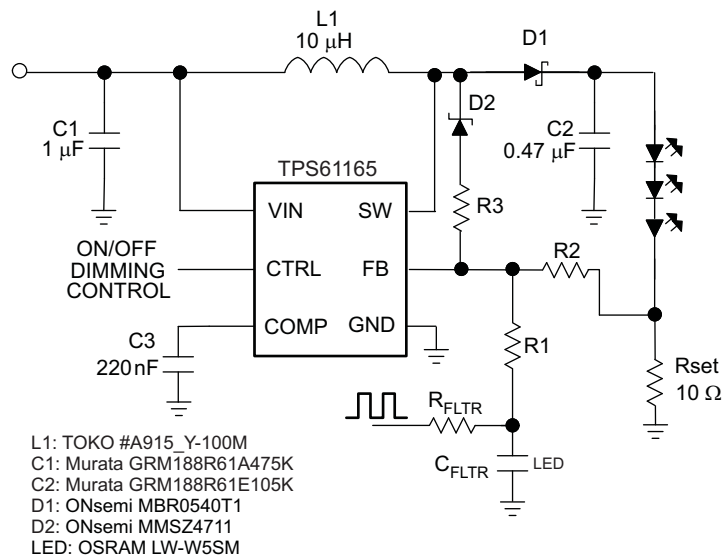 L1
10 μH
D1
D2
C1
1 μF
C2
0.47 μF
TPS61165
R3
VIN
SW
ON/OFF
DIMMING
CONTROL
CTRL
FB
R2
COMP
GND
C3
220nF
R1
Rset
10 Ω
RFLTR
CFLTR
LED
L1: TOKO #A915_Y-100M
C1: Murata GRM188R61A475K
C2: Murata GRM188R61E105K
D1: ONsemi MBR0540T1
D2: ONsemi MMSZ4711
LED: OSRAM LW-W5SM